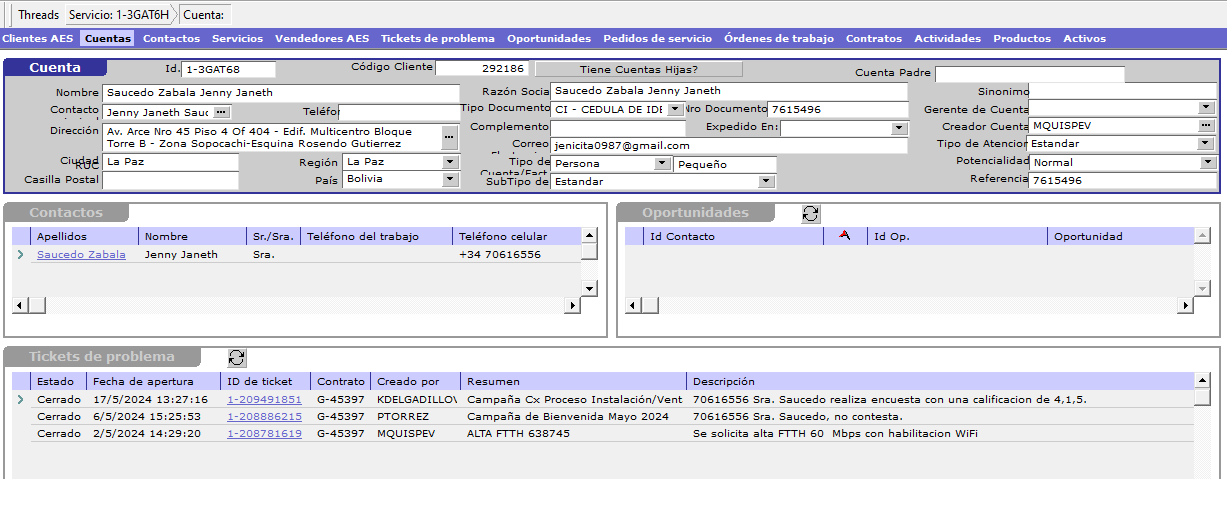 Threads Servicio: 1-3GAT6H Cuenta:
Clientes AES Cuentas Contactos Servicios Vendedores AES Tickets de problema Oportunidades Pedidos de servicio Órdenes de trabajo Contratos Actividades Productos Activos
Cuenta Id. 1-3GAT68 Código Cliente 292186 Tiene Cuentas Hijas? Cuenta Padre
Nombre Saucedo Zabala Jenny Janeth Razón Socia Saucedo Zabala Jenny Janeth Sinonimo
Contacto Jenny Janeth Sauc Teléfor Tipo Documento CI - CEDULA DE IDE Nro Documento 7615496 Gerente de Cuenta
Dirección Av. Arce Nro 45 Piso 4 Of 404 - Edif. Multicentro Bloque Complemento Expedido En: Creador Cuenta MQUISPEV
Torre B - Zona Sopocachi-Esquina Rosendo Gutierrez Correo jenicita0987@gmail.com Tipo de Atencior Estandar
Ciudad La Paz Región La Paz Tipo de Persona Pequeño Potencialidad Normal
RUC Cuenta/Fact
Casilla Postal País Bolivia SubTipo de Estandar Referencia 7615496
Contactos Oportunidades
Apellidos Nombre Sr./Sra. Teléfono del trabajo Teléfono celular Id Contacto Id Op. Oportunidad
Saucedo Zabala Jenny Janeth Sra. +34 70616556
Tickets de problema
Estado Fecha de apertura ID de ticket Contrato Creado por Resumen Descripción
Cerrado 17/5/2024 13:27:16 1-209491851 G-45397 KDELGADILLOV Campaña Cx Proceso Instalación/Vent 70616556 Sra. Saucedo realiza encuesta con una calificacion de 4,1,5.
Cerrado 6/5/2024 15:25:53 1-208886215 G-45397 PTORREZ Campaña de Bienvenida Mayo 2024 70616556 Sra. Saucedo, no contesta.
Cerrado 2/5/2024 14:29:20 1-208781619 G-45397 MQUISPEV ALTA FTTH 638745 Se solicita alta FTTH 60 Mbps con habilitacion WiFi